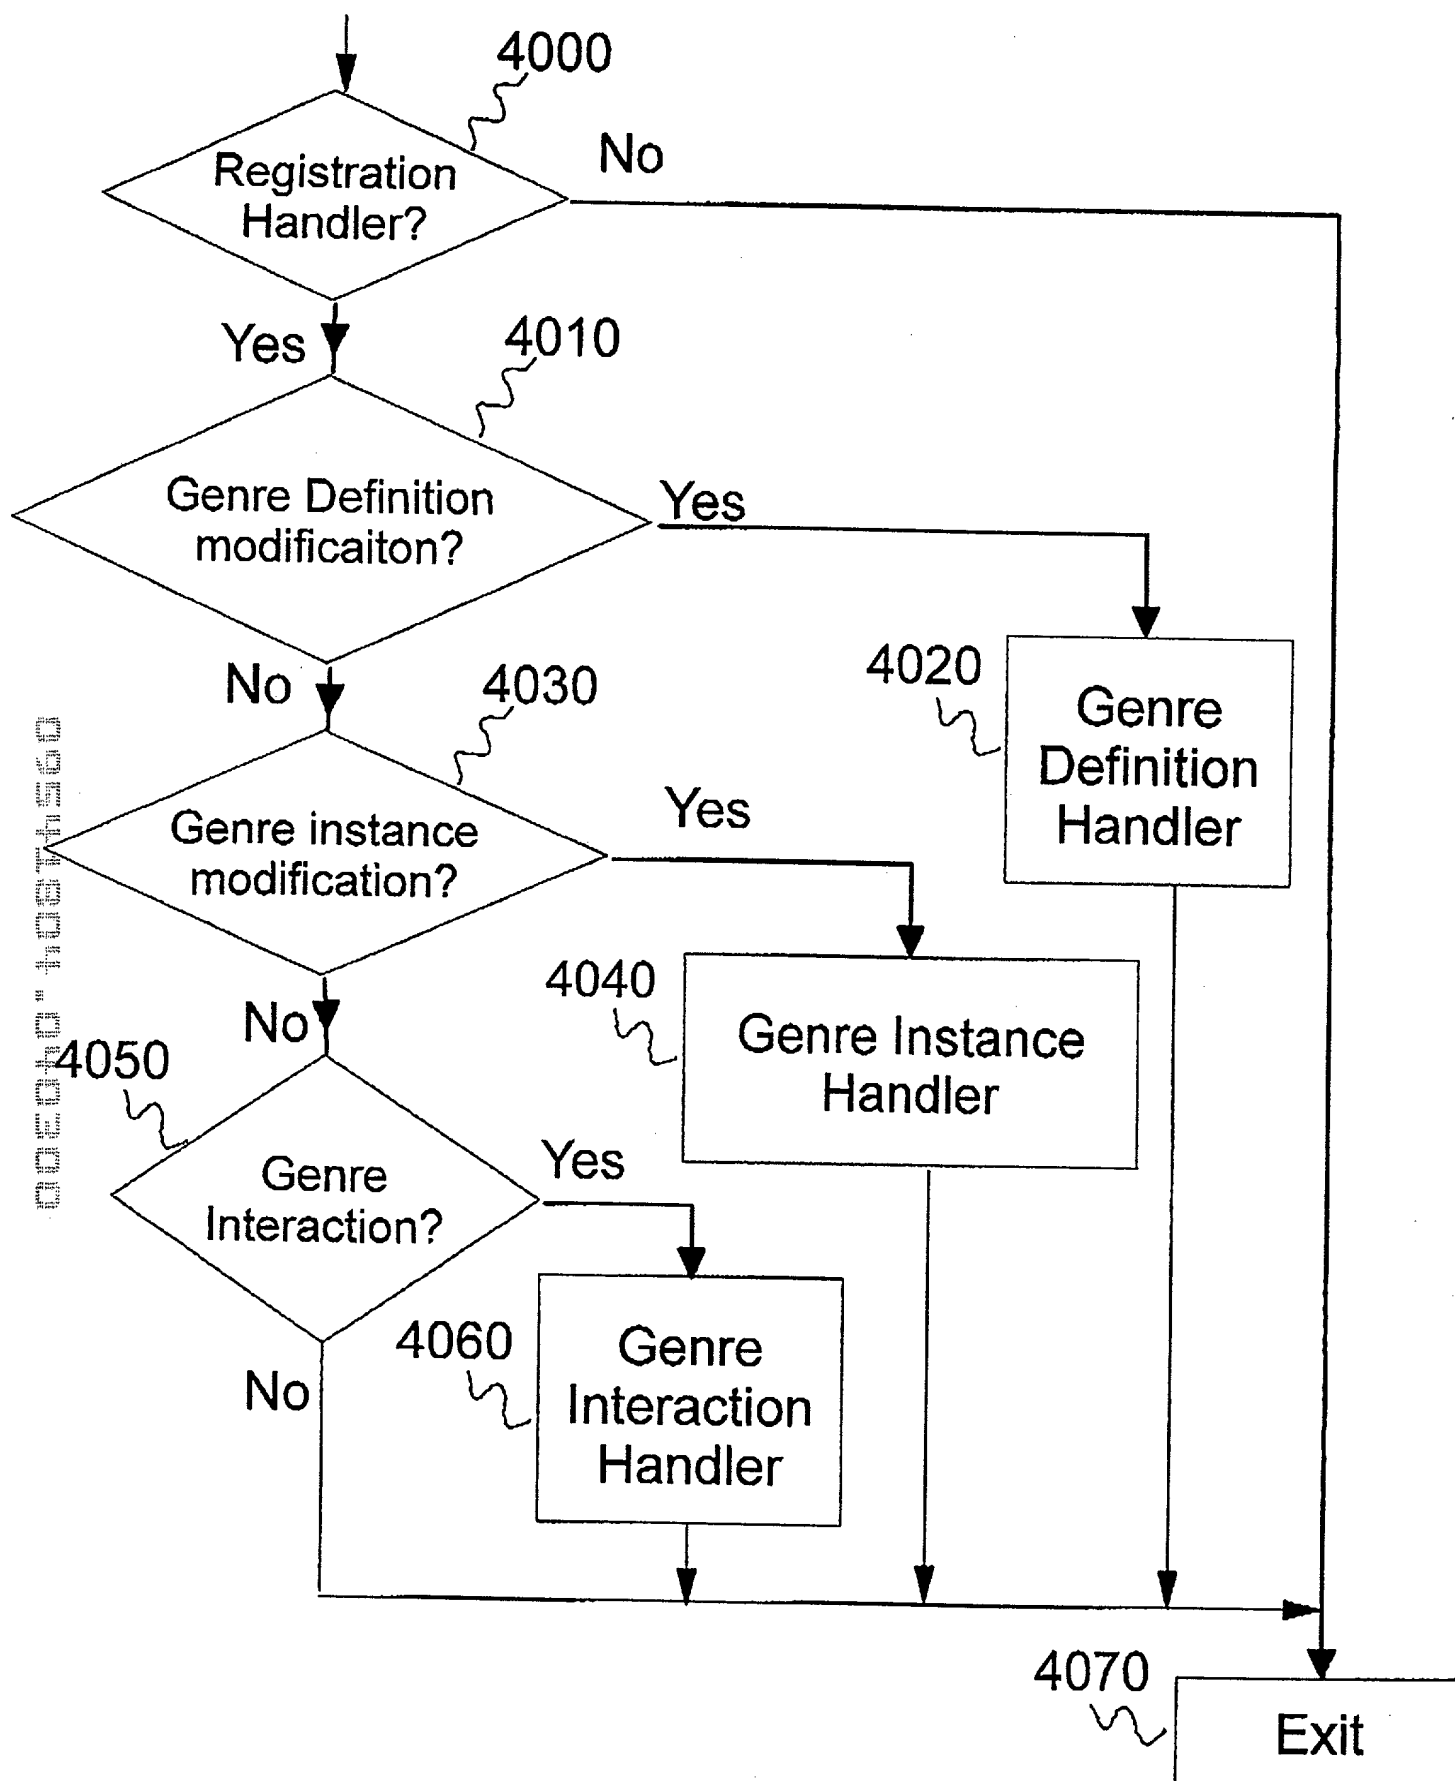 4000
No
Registration
Handler?
Yes
4010
Genre Definition
modificaiton?
Yes
4020
Genre
Definition
Handler
No
4030
Genre instance
modification?
Yes
4040
Genre Instance
Handler
No
4050
Genre
Interaction?
Yes
4060
Genre
Interaction
Handler
No
4070
Exit